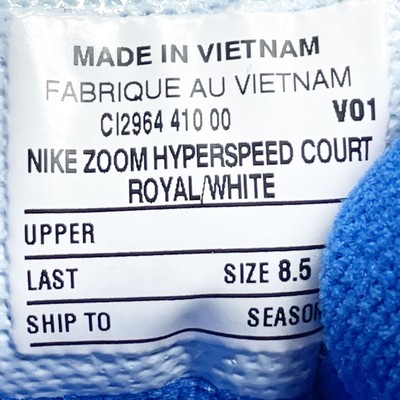 MADE IN VIETNAM
FABRIQUE AU VIETNAM
CI2964 410 00 V01
NIKE ZOOM HYPERSPEED COURT
ROYAL/WHITE
UPPER
LAST SIZE 8.5
SHIP TO SEASON